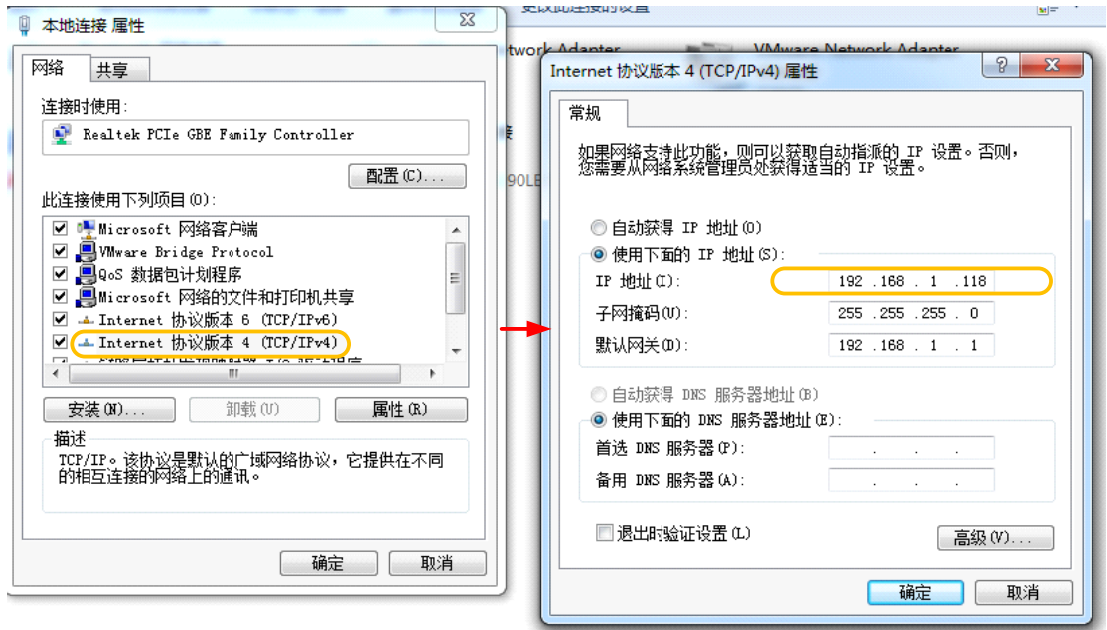 更改此连接的设置
本地连接 属性
网络
共享
连接时使用:
Realtek PCIe GBE Family Controller
配置(C)...
此连接使用下列项目(O):
Microsoft 网络客户端
VMware Bridge Protocol
QoS 数据包计划程序
Microsoft 网络的文件和打印机共享
Internet 协议版本 6 (TCP/IPv6)
Internet 协议版本 4 (TCP/IPv4)
安装(N)...
卸载(U)
属性(R)
描述
TCP/IP。该协议是默认的广域网络协议，它提供在不同
的相互连接的网络上的通讯。
确定
取消
twork Adapter
VMware Network Adapter
90LE
Internet 协议版本 4 (TCP/IPv4) 属性
常规
如果网络支持此功能，则可以获取自动指派的 IP 设置。否则，
您需要从网络系统管理员处获得适当的 IP 设置。
自动获得 IP 地址(O)
使用下面的 IP 地址(S):
IP 地址(I): 192 .168 . 1 .118
子网掩码(U): 255 .255 .255 . 0
默认网关(D): 192 .168 . 1 . 1
自动获得 DNS 服务器地址(B)
使用下面的 DNS 服务器地址(E):
首选 DNS 服务器(P): . . .
备用 DNS 服务器(A): . . .
退出时验证设置(L)
高级(V)...
确定
取消